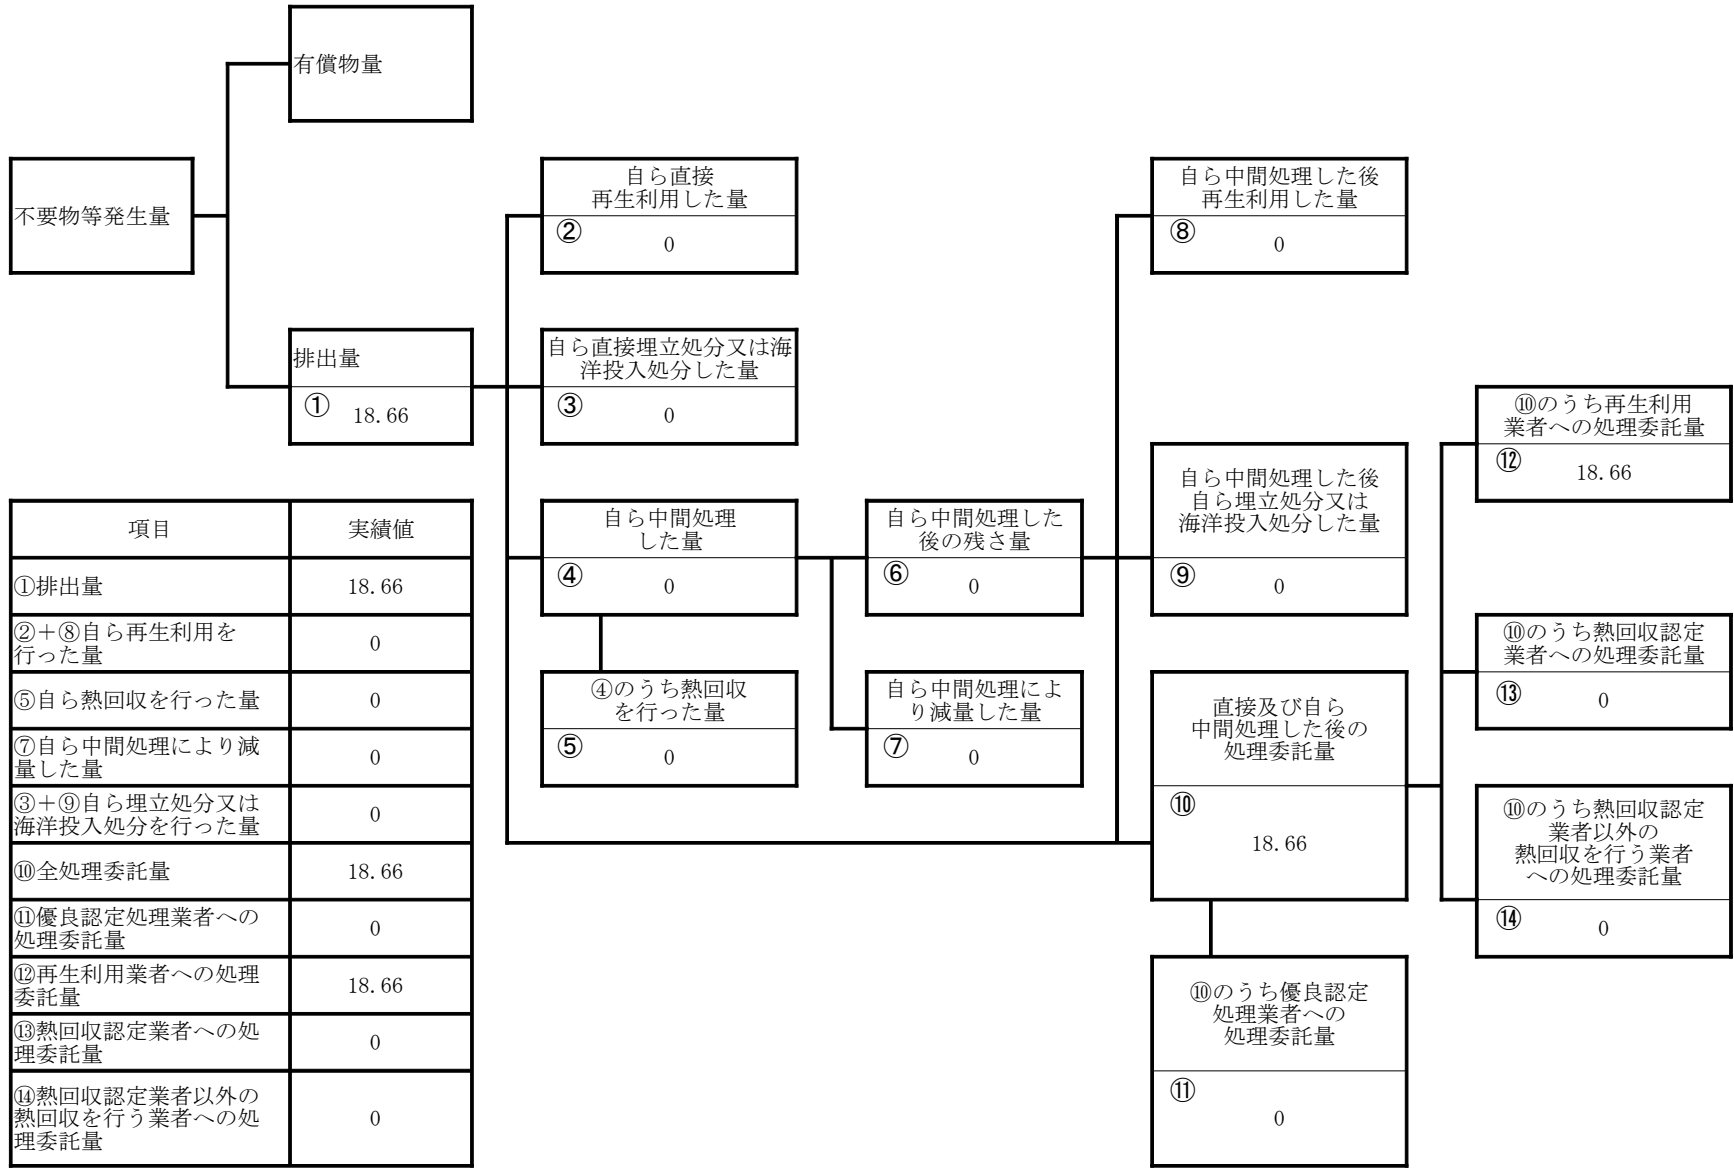 有償物量
不要物等発生量
自ら直接
再生利用した量
②
0
自ら中間処理した後
再生利用した量
⑧
0
排出量
①
18.66
自ら直接埋立処分又は海
洋投入処分した量
③
0
⑩のうち再生利用
業者への処理委託量
⑫
18.66
自ら中間処理した後
自ら埋立処分又は
海洋投入処分した量
⑨
0
自ら中間処理
した量
④
0
自ら中間処理した
後の残さ量
⑥
0
⑩のうち熱回収認定
業者への処理委託量
⑬
0
④のうち熱回収
を行った量
⑤
0
自ら中間処理によ
り減量した量
⑦
0
直接及び自ら
中間処理した後の
処理委託量
⑩
18.66
⑩のうち熱回収認定
業者以外の
熱回収を行う業者
への処理委託量
⑭
0
⑩のうち優良認定
処理業者への
処理委託量
⑪
0
項目 実績値
①排出量 18.66
②+⑧自ら再生利用を
行った量 0
⑤自ら熱回収を行った量 0
⑦自ら中間処理により減
量した量 0
③+⑨自ら埋立処分又は
海洋投入処分を行った量 0
⑩全処理委託量 18.66
⑪優良認定処理業者への
処理委託量 0
⑫再生利用業者への処理
委託量 18.66
⑬熱回収認定業者への処
理委託量 0
⑭熱回収認定業者以外の
熱回収を行う業者への処
理委託量 0